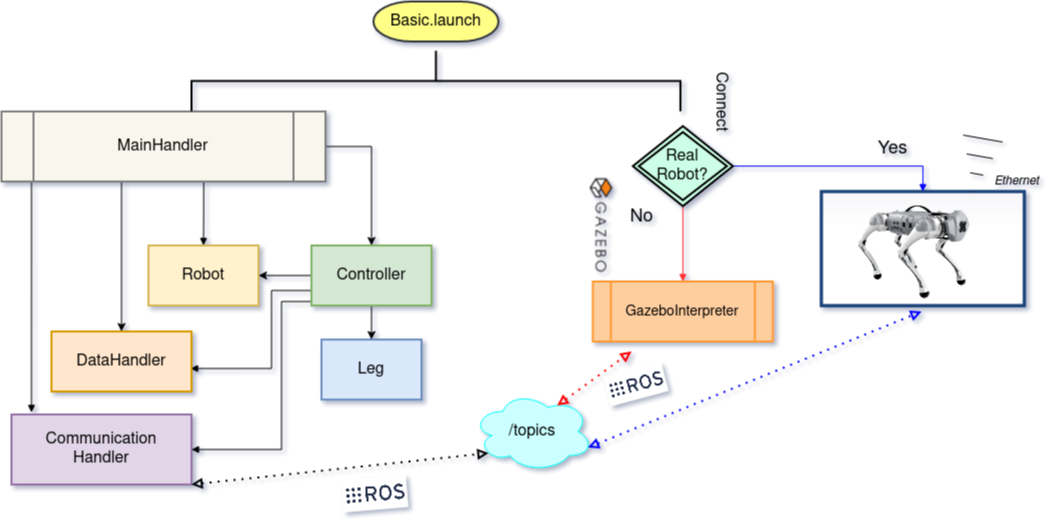 Basic.launch
Connect
MainHandler
Real
Robot?
Yes
Ethernet
No
GAZEBO
Robot
Controller
GazeboInterpreter
DataHandler
Leg
ROS
/topics
Communication
Handler
ROS